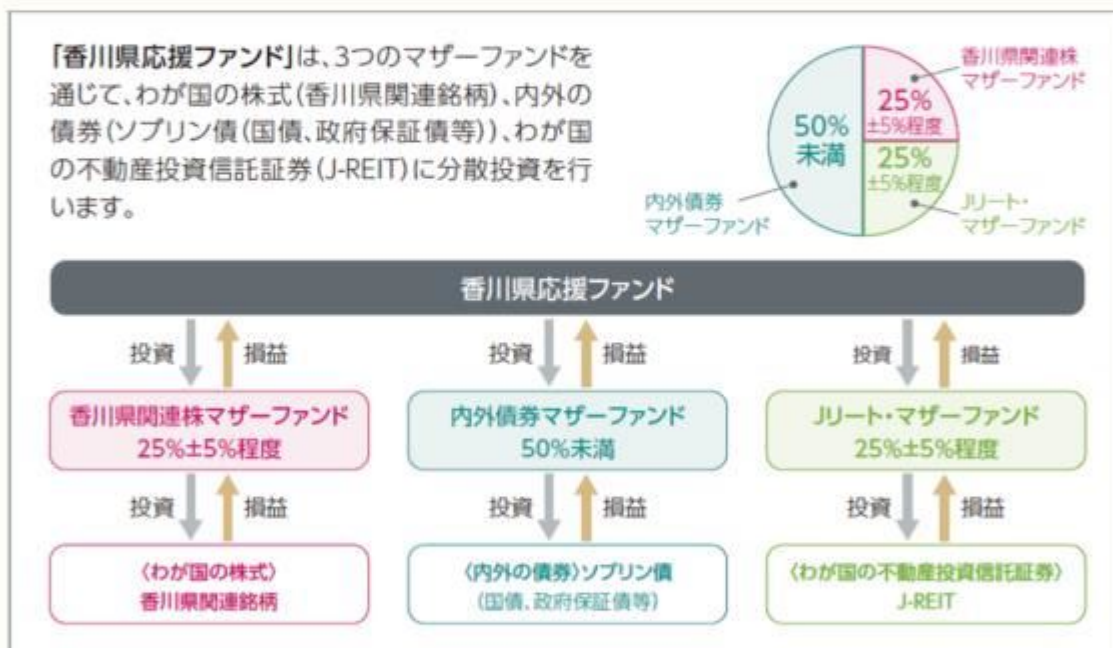 「香川県応援ファンド」は、3つのマザーファンドを
通じて、わが国の株式(香川県関連銘柄)、内外の
債券(ソブリン債(国債、政府保証債等))、わが国
の不動産投資信託証券(J-REIT)に分散投資を行
います。
香川県関連株
マザーファンド
25%
±5%程度
50%
未満
25%
±5%程度
内外債券
マザーファンド
Jリート・
マザーファンド
香川県応援ファンド
投資 損益 投資 損益 投資 損益
香川県関連株マザーファンド
25%±5%程度
内外債券マザーファンド
50%未満
Jリート・マザーファンド
25%±5%程度
投資 損益 投資 損益 投資 損益
〈わが国の株式〉
香川県関連銘柄
〈内外の債券〉ソブリン債
(国債、政府保証債等)
〈わが国の不動産投資信託証券〉
J-REIT